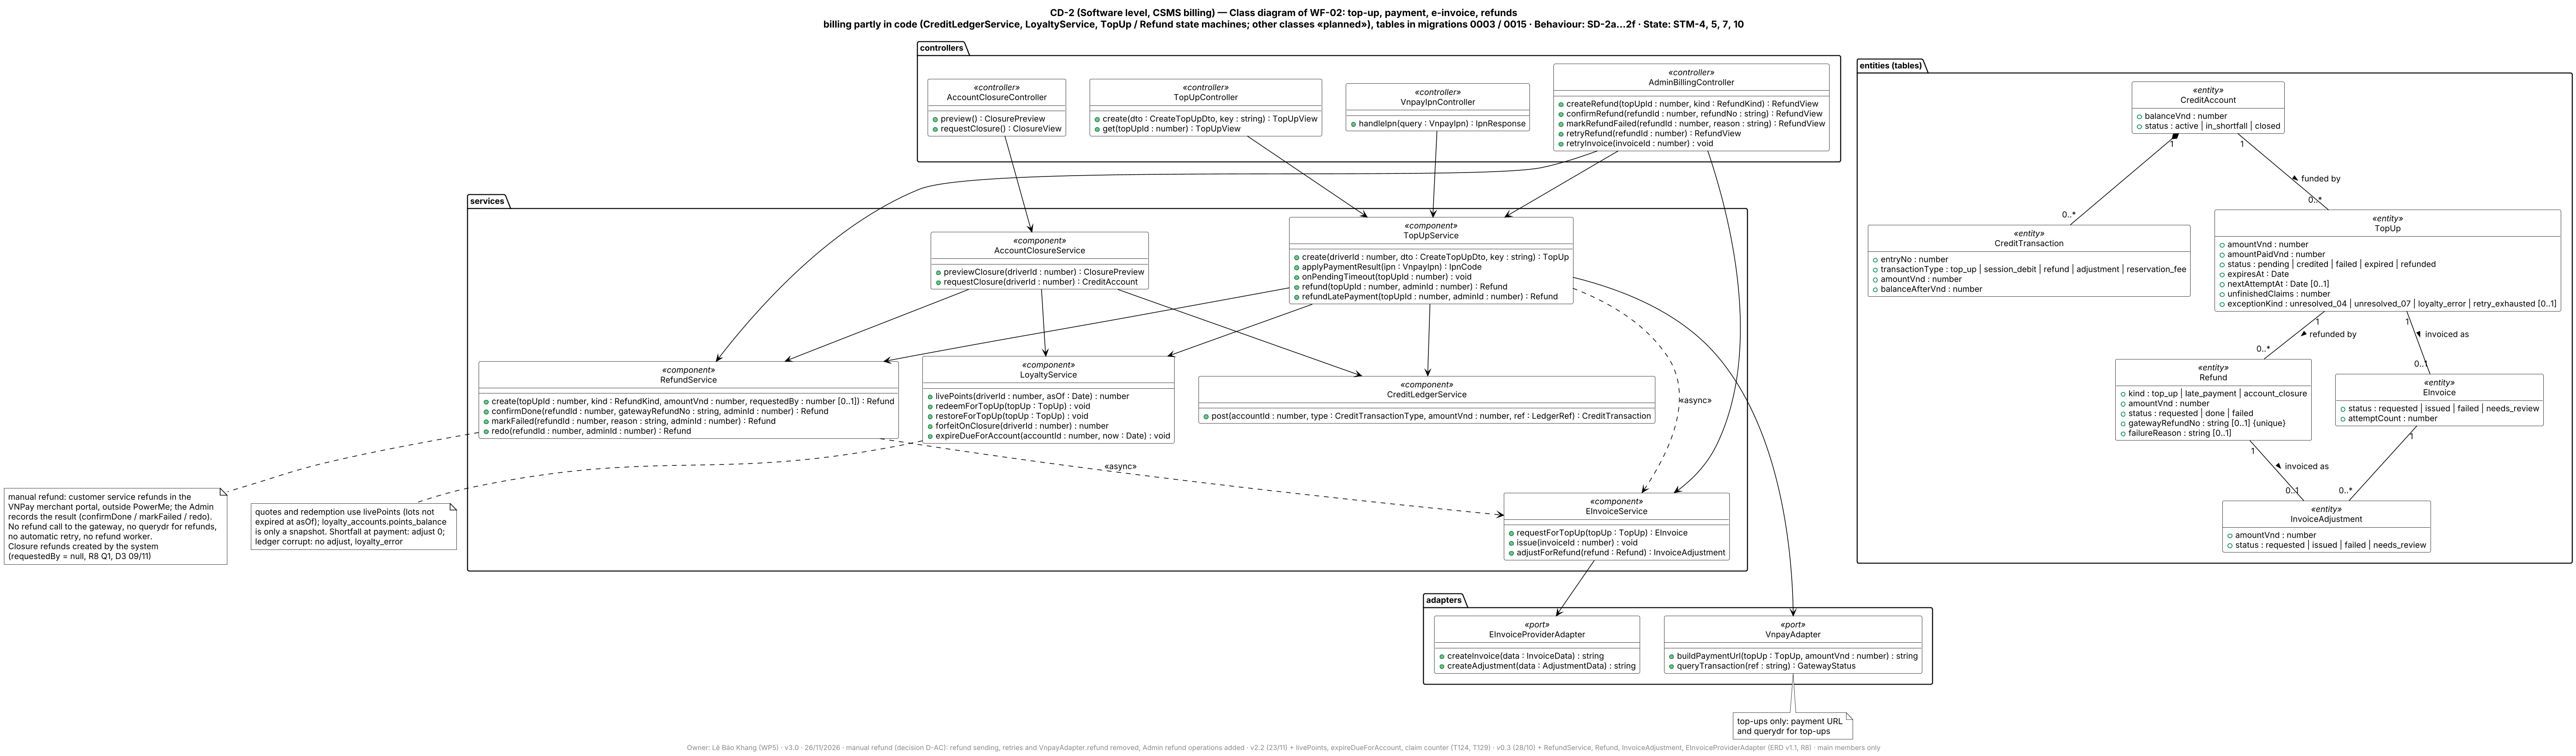 CD-2 (Software level, CSMS billing) — Class diagram of WF-02: top-up, payment, e-invoice, refunds
billing partly in code (CreditLedgerService, LoyaltyService, TopUp / Refund state machines; other classes «planned»), tables in migrations 0003 / 0015 · Behaviour: SD-2a…2f · State: STM-4, 5, 7, 10
controllers
«controller»
AccountClosureController
preview() : ClosurePreview
requestClosure() : ClosureView
«controller»
TopUpController
create(dto : CreateTopUpDto, key : string) : TopUpView
get(topUpId : number) : TopUpView
«controller»
VnpayIpnController
handleIpn(query : VnpayIpn) : IpnResponse
«controller»
AdminBillingController
createRefund(topUpId : number, kind : RefundKind) : RefundView
confirmRefund(refundId : number, refundNo : string) : RefundView
markRefundFailed(refundId : number, reason : string) : RefundView
retryRefund(refundId : number) : RefundView
retryInvoice(invoiceId : number) : void
services
«component»
AccountClosureService
previewClosure(driverId : number) : ClosurePreview
requestClosure(driverId : number) : CreditAccount
«component»
TopUpService
create(driverId : number, dto : CreateTopUpDto, key : string) : TopUp
applyPaymentResult(ipn : VnpayIpn) : IpnCode
onPendingTimeout(topUpId : number) : void
refund(topUpId : number, adminId : number) : Refund
refundLatePayment(topUpId : number, adminId : number) : Refund
«component»
RefundService
create(topUpId : number, kind : RefundKind, amountVnd : number, requestedBy : number [0..1]) : Refund
confirmDone(refundId : number, gatewayRefundNo : string, adminId : number) : Refund
markFailed(refundId : number, reason : string, adminId : number) : Refund
redo(refundId : number, adminId : number) : Refund
«component»
LoyaltyService
livePoints(driverId : number, asOf : Date) : number
redeemForTopUp(topUp : TopUp) : void
restoreForTopUp(topUp : TopUp) : void
forfeitOnClosure(driverId : number) : number
expireDueForAccount(accountId : number, now : Date) : void
«component»
CreditLedgerService
post(accountId : number, type : CreditTransactionType, amountVnd : number, ref : LedgerRef) : CreditTransaction
«async»
«async»
«component»
EInvoiceService
requestForTopUp(topUp : TopUp) : EInvoice
issue(invoiceId : number) : void
adjustForRefund(refund : Refund) : InvoiceAdjustment
manual refund: customer service refunds in the
VNPay merchant portal, outside PowerMe; the Admin
records the result (confirmDone / markFailed / redo).
No refund call to the gateway, no querydr for refunds,
no automatic retry, no refund worker.
Closure refunds created by the system
(requestedBy = null, R8 Q1, D3 09/11)
quotes and redemption use livePoints (lots not
expired at asOf); loyalty_accounts.points_balance
is only a snapshot. Shortfall at payment: adjust 0;
ledger corrupt: no adjust, loyalty_error
adapters
«port»
EInvoiceProviderAdapter
createInvoice(data : InvoiceData) : string
createAdjustment(data : AdjustmentData) : string
«port»
VnpayAdapter
buildPaymentUrl(topUp : TopUp, amountVnd : number) : string
queryTransaction(ref : string) : GatewayStatus
top-ups only: payment URL
and querydr for top-ups
entities (tables)
«entity»
CreditAccount
balanceVnd : number
status : active | in_shortfall | closed
1
1
funded by
0..*
0..*
«entity»
CreditTransaction
entryNo : number
transactionType : top_up | session_debit | refund | adjustment | reservation_fee
amountVnd : number
balanceAfterVnd : number
«entity»
TopUp
amountVnd : number
amountPaidVnd : number
status : pending | credited | failed | expired | refunded
expiresAt : Date
nextAttemptAt : Date [0..1]
unfinishedClaims : number
exceptionKind : unresolved_04 | unresolved_07 | loyalty_error | retry_exhausted [0..1]
1
1
refunded by
invoiced as
0..*
0..1
«entity»
Refund
kind : top_up | late_payment | account_closure
amountVnd : number
status : requested | done | failed
gatewayRefundNo : string [0..1] {unique}
failureReason : string [0..1]
«entity»
EInvoice
status : requested | issued | failed | needs_review
attemptCount : number
1
1
invoiced as
0..1
0..*
«entity»
InvoiceAdjustment
amountVnd : number
status : requested | issued | failed | needs_review
Owner: Lê Bảo Khang (WP5) · v3.0 · 26/11/2026 · manual refund (decision D-AC): refund sending, retries and VnpayAdapter.refund removed, Admin refund operations added · v2.2 (23/11) + livePoints, expireDueForAccount, claim counter (T124, T129) · v0.3 (28/10) + RefundService, Refund, InvoiceAdjustment, EInvoiceProviderAdapter (ERD v1.1, R8) · main members only